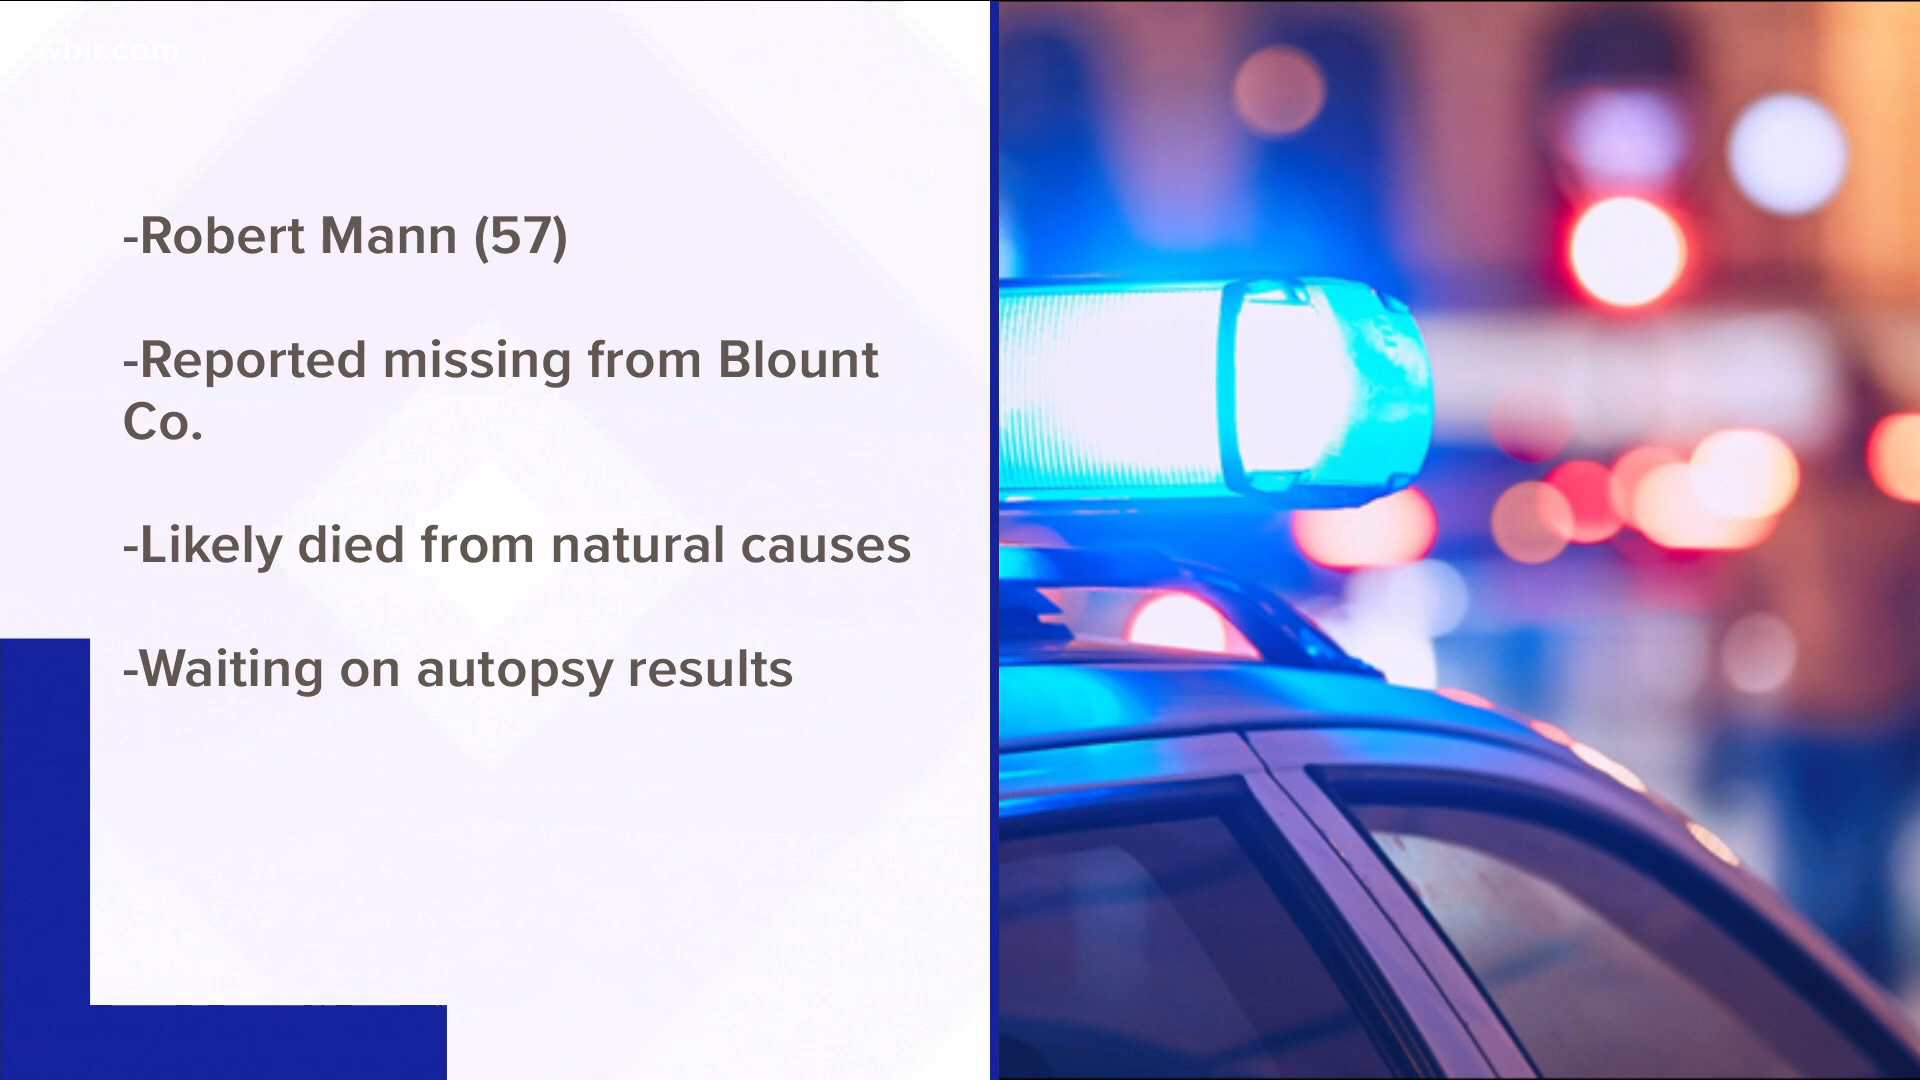 -Robert Mann (57)
-Reported missing from Blount
Co.
-Likely died from natural causes
-Waiting on autopsy results